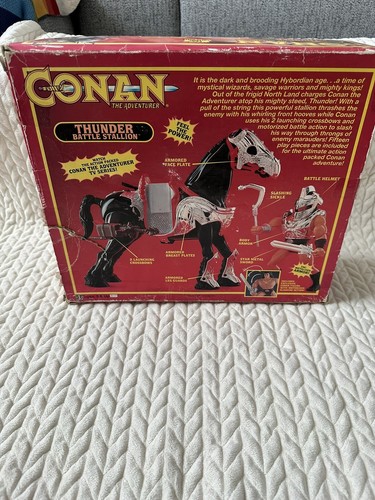 CONAN
THE ADVENTURER
THUNDER
BATTLE STALLION
WATCH
THE ACTION PACKED
CONAN THE ADVENTURER
TV SERIES!
FEEL THE
POWER!
It is the dark and brooding Hybordian age. . .a time of
mystical wizards, savage warriors and mighty kings!
Out of the frigid North Land charges Conan the
Adventurer atop his mighty steed, Thunder! With a
pull of the string this powerful stallion thrashes the
enemy with his whirling front hooves while Conan
uses his 2 launching crossbows and
motorized battle action to slash
his way through throngs of
enemy marauders! Fifteen
play pieces are included
for the ultimate action
packed Conan
adventure!
ARMORED
FACE PLATE
BATTLE HELMET
SLASHING
SICKLE
BODY
ARMOR
STAR METAL
SWORD
2 LAUNCHING
CROSSBOWS
ARMORED
BREAST PLATES
ARMORED
LEG GUARDS